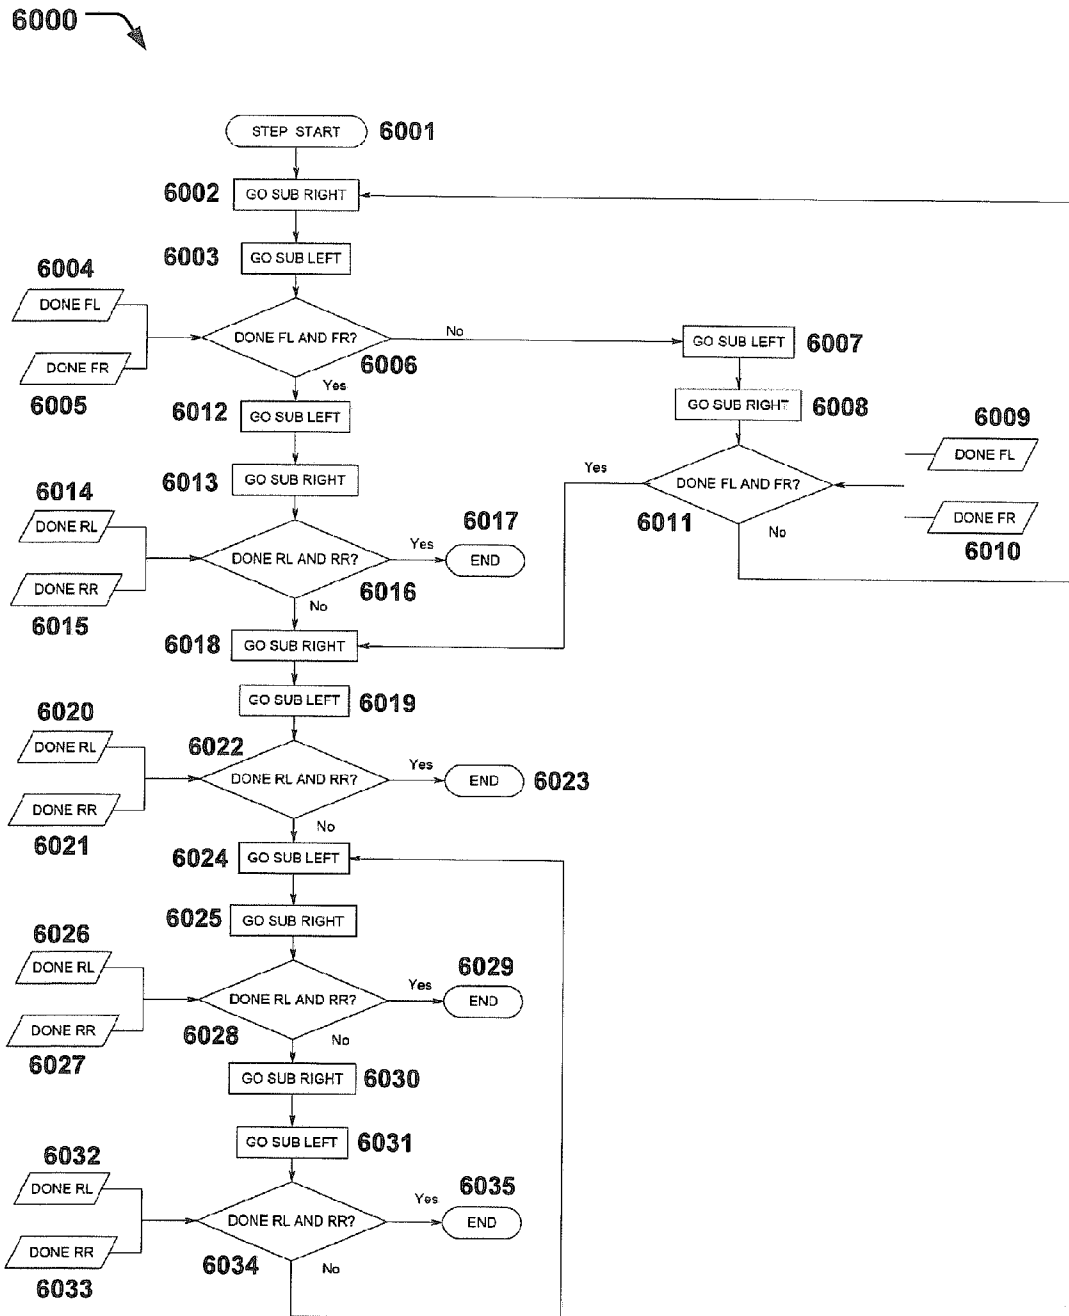 6000
STEP START 6001
6002 GO SUB RIGHT
6003 GO SUB LEFT
6004
DONE FL
DONE FL AND FR?
6006
No
Yes
DONE FR
6005
GO SUB LEFT 6007
GO SUB RIGHT 6008
6009
DONE FL
DONE FL AND FR?
6011
Yes
No
DONE FR
6010
6012 GO SUB LEFT
6013 GO SUB RIGHT
6014
DONE RL
DONE RL AND RR?
6016
Yes
6017
END
No
DONE RR
6015
6018 GO SUB RIGHT
GO SUB LEFT 6019
6020
DONE RL
6022
DONE RL AND RR?
Yes
END 6023
No
DONE RR
6021
6024 GO SUB LEFT
6025 GO SUB RIGHT
6026
DONE RL
DONE RL AND RR?
6028
Yes
6029
END
No
DONE RR
6027
GO SUB RIGHT 6030
GO SUB LEFT 6031
6032
DONE RL
DONE RL AND RR?
6034
Yes
6035
END
No
DONE RR
6033